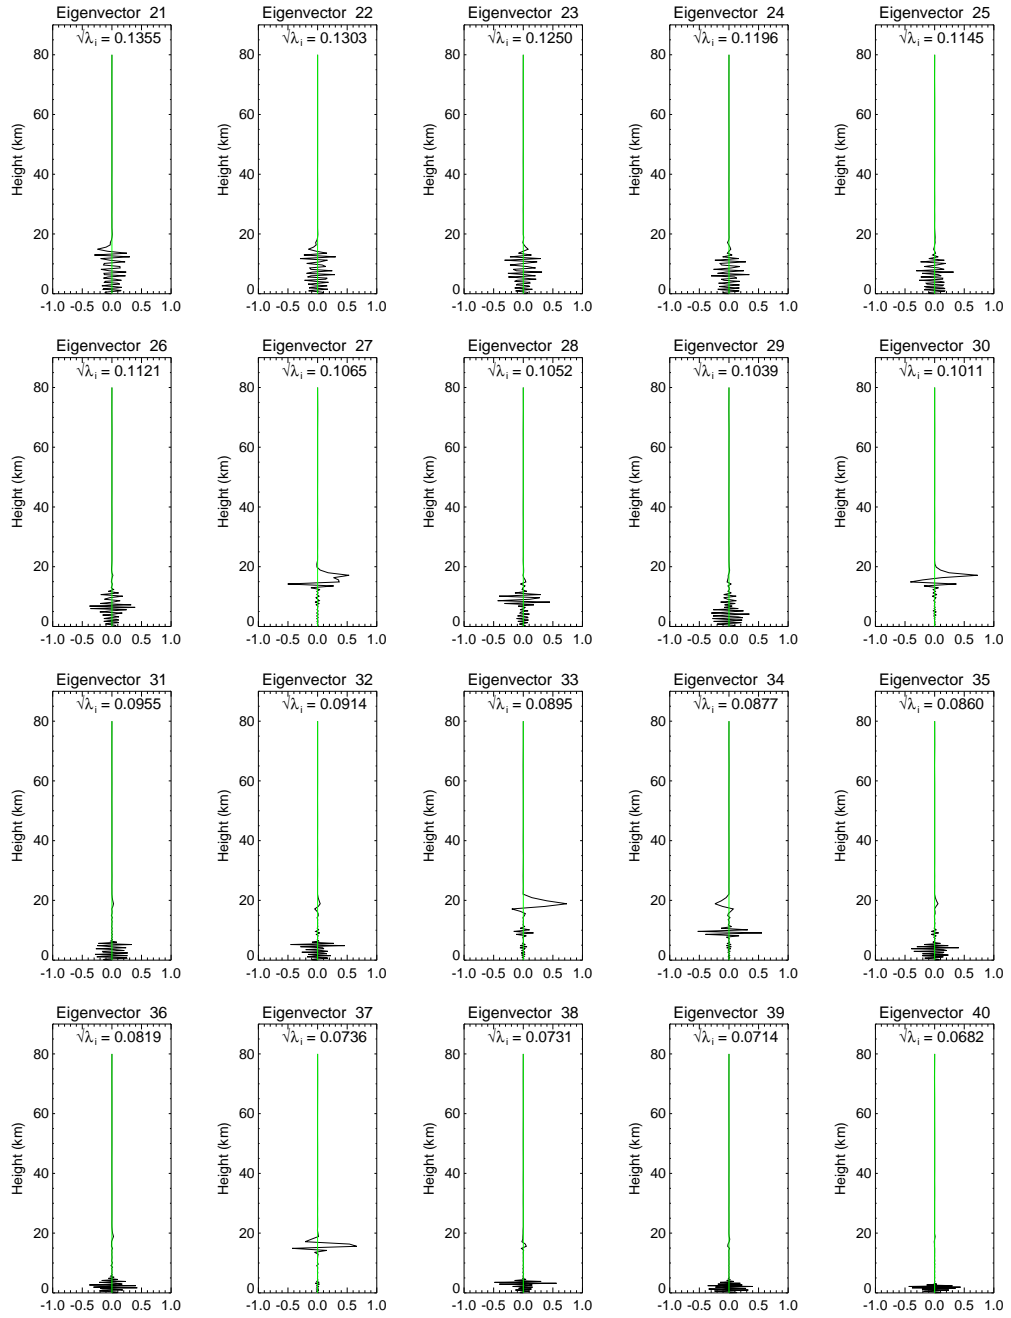 Eigenvector 21 Eigenvector 22 Eigenvector 23 Eigenvector 24 Eigenvector 25
√λi = 0.1355 √λi = 0.1303 √λi = 0.1250 √λi = 0.1196 √λi = 0.1145
80 80 80 80 80
60 60 60 60 60
Height (km) Height (km) Height (km) Height (km) Height (km)
40 40 40 40 40
20 20 20 20 20
0 0 0 0 0
-1.0 -0.5 0.0 0.5 1.0 -1.0 -0.5 0.0 0.5 1.0 -1.0 -0.5 0.0 0.5 1.0 -1.0 -0.5 0.0 0.5 1.0 -1.0 -0.5 0.0 0.5 1.0
Eigenvector 26 Eigenvector 27 Eigenvector 28 Eigenvector 29 Eigenvector 30
√λi = 0.1121 √λi = 0.1065 √λi = 0.1052 √λi = 0.1039 √λi = 0.1011
80 80 80 80 80
60 60 60 60 60
Height (km) Height (km) Height (km) Height (km) Height (km)
40 40 40 40 40
20 20 20 20 20
0 0 0 0 0
-1.0 -0.5 0.0 0.5 1.0 -1.0 -0.5 0.0 0.5 1.0 -1.0 -0.5 0.0 0.5 1.0 -1.0 -0.5 0.0 0.5 1.0 -1.0 -0.5 0.0 0.5 1.0
Eigenvector 31 Eigenvector 32 Eigenvector 33 Eigenvector 34 Eigenvector 35
√λi = 0.0955 √λi = 0.0914 √λi = 0.0895 √λi = 0.0877 √λi = 0.0860
80 80 80 80 80
60 60 60 60 60
Height (km) Height (km) Height (km) Height (km) Height (km)
40 40 40 40 40
20 20 20 20 20
0 0 0 0 0
-1.0 -0.5 0.0 0.5 1.0 -1.0 -0.5 0.0 0.5 1.0 -1.0 -0.5 0.0 0.5 1.0 -1.0 -0.5 0.0 0.5 1.0 -1.0 -0.5 0.0 0.5 1.0
Eigenvector 36 Eigenvector 37 Eigenvector 38 Eigenvector 39 Eigenvector 40
√λi = 0.0819 √λi = 0.0736 √λi = 0.0731 √λi = 0.0714 √λi = 0.0682
80 80 80 80 80
60 60 60 60 60
Height (km) Height (km) Height (km) Height (km) Height (km)
40 40 40 40 40
20 20 20 20 20
0 0 0 0 0
-1.0 -0.5 0.0 0.5 1.0 -1.0 -0.5 0.0 0.5 1.0 -1.0 -0.5 0.0 0.5 1.0 -1.0 -0.5 0.0 0.5 1.0 -1.0 -0.5 0.0 0.5 1.0